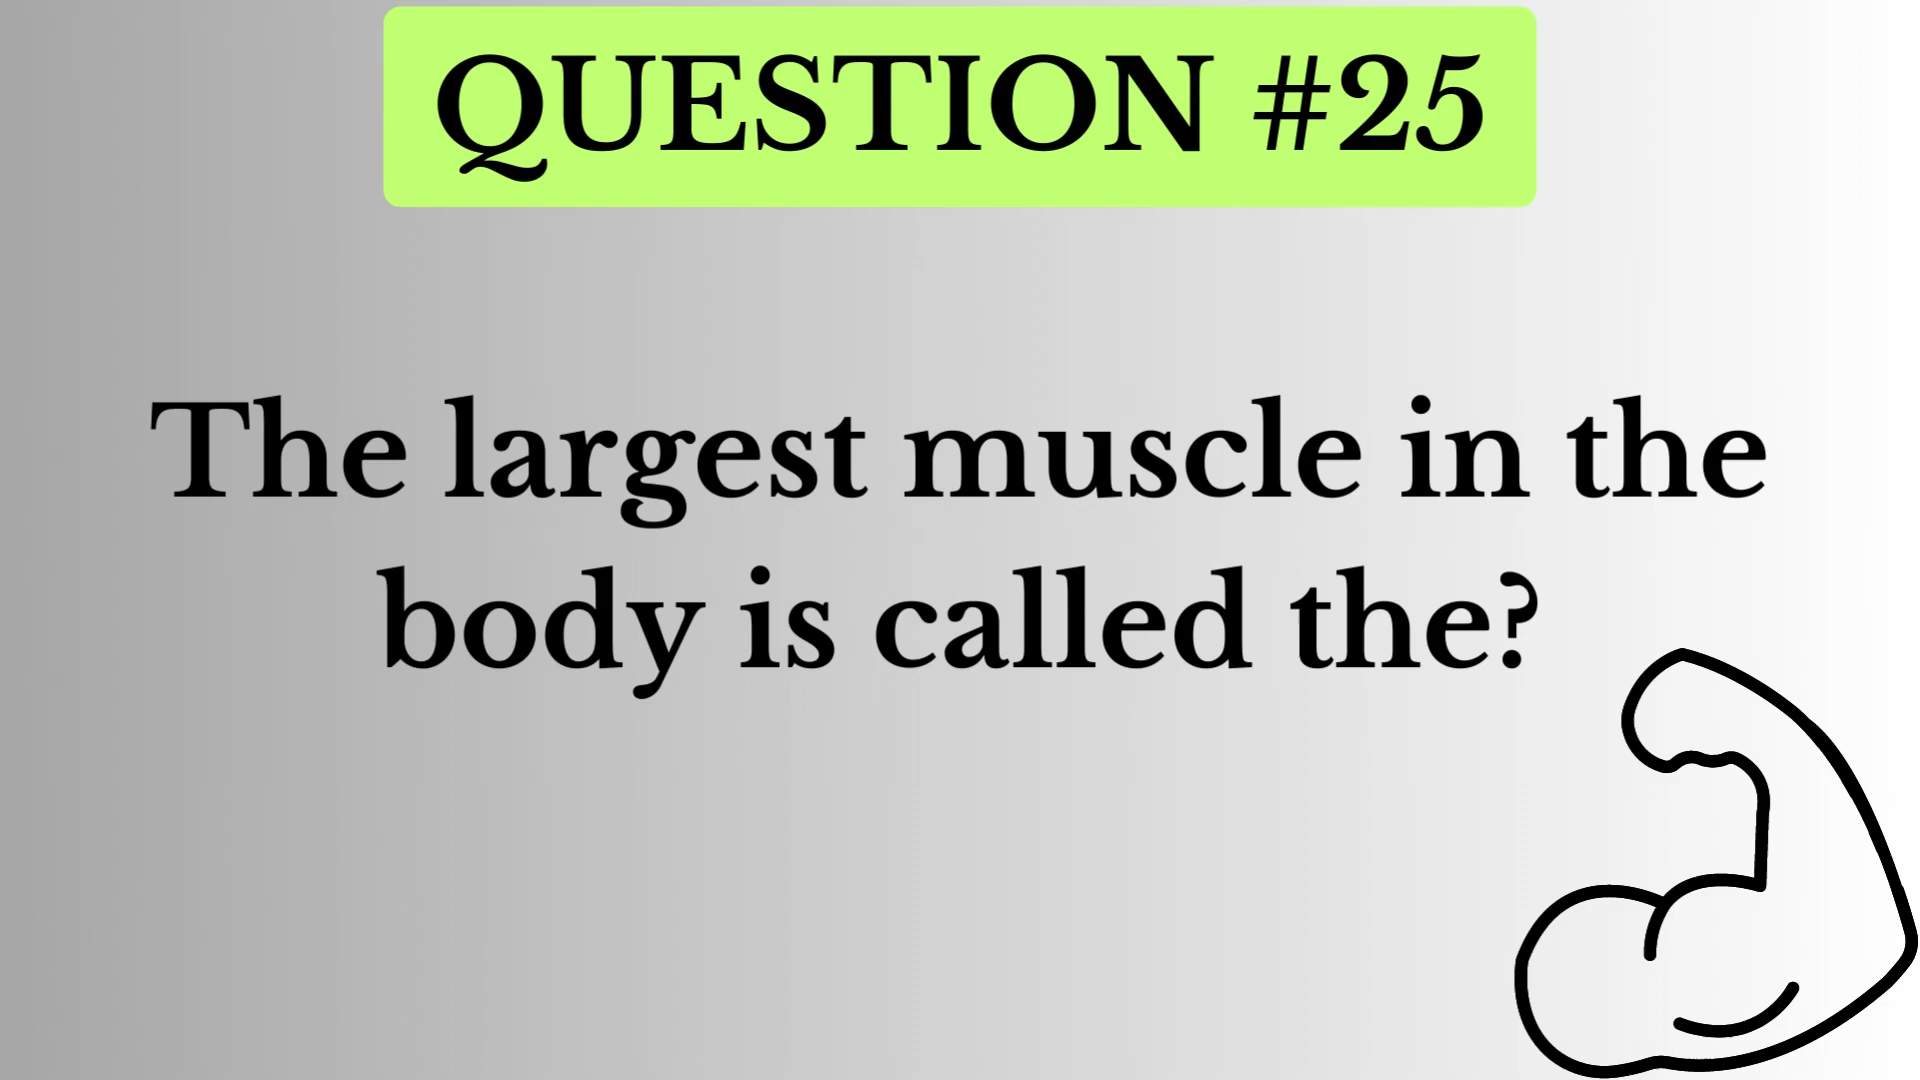 QUESTION #25
The largest muscle in the
body is called the?